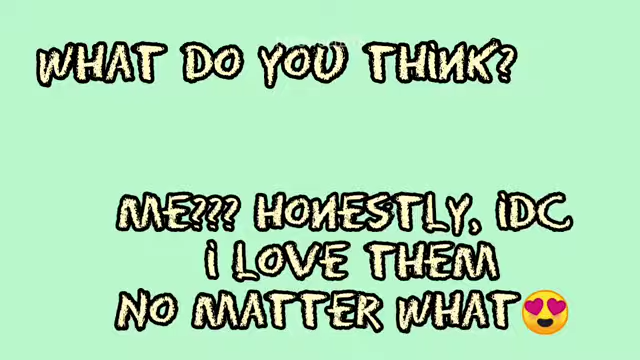 WHAT DO YOU THINK?
ME??? HONESTLY, IDC
I LOVE THEM
NO MATTER WHAT😍